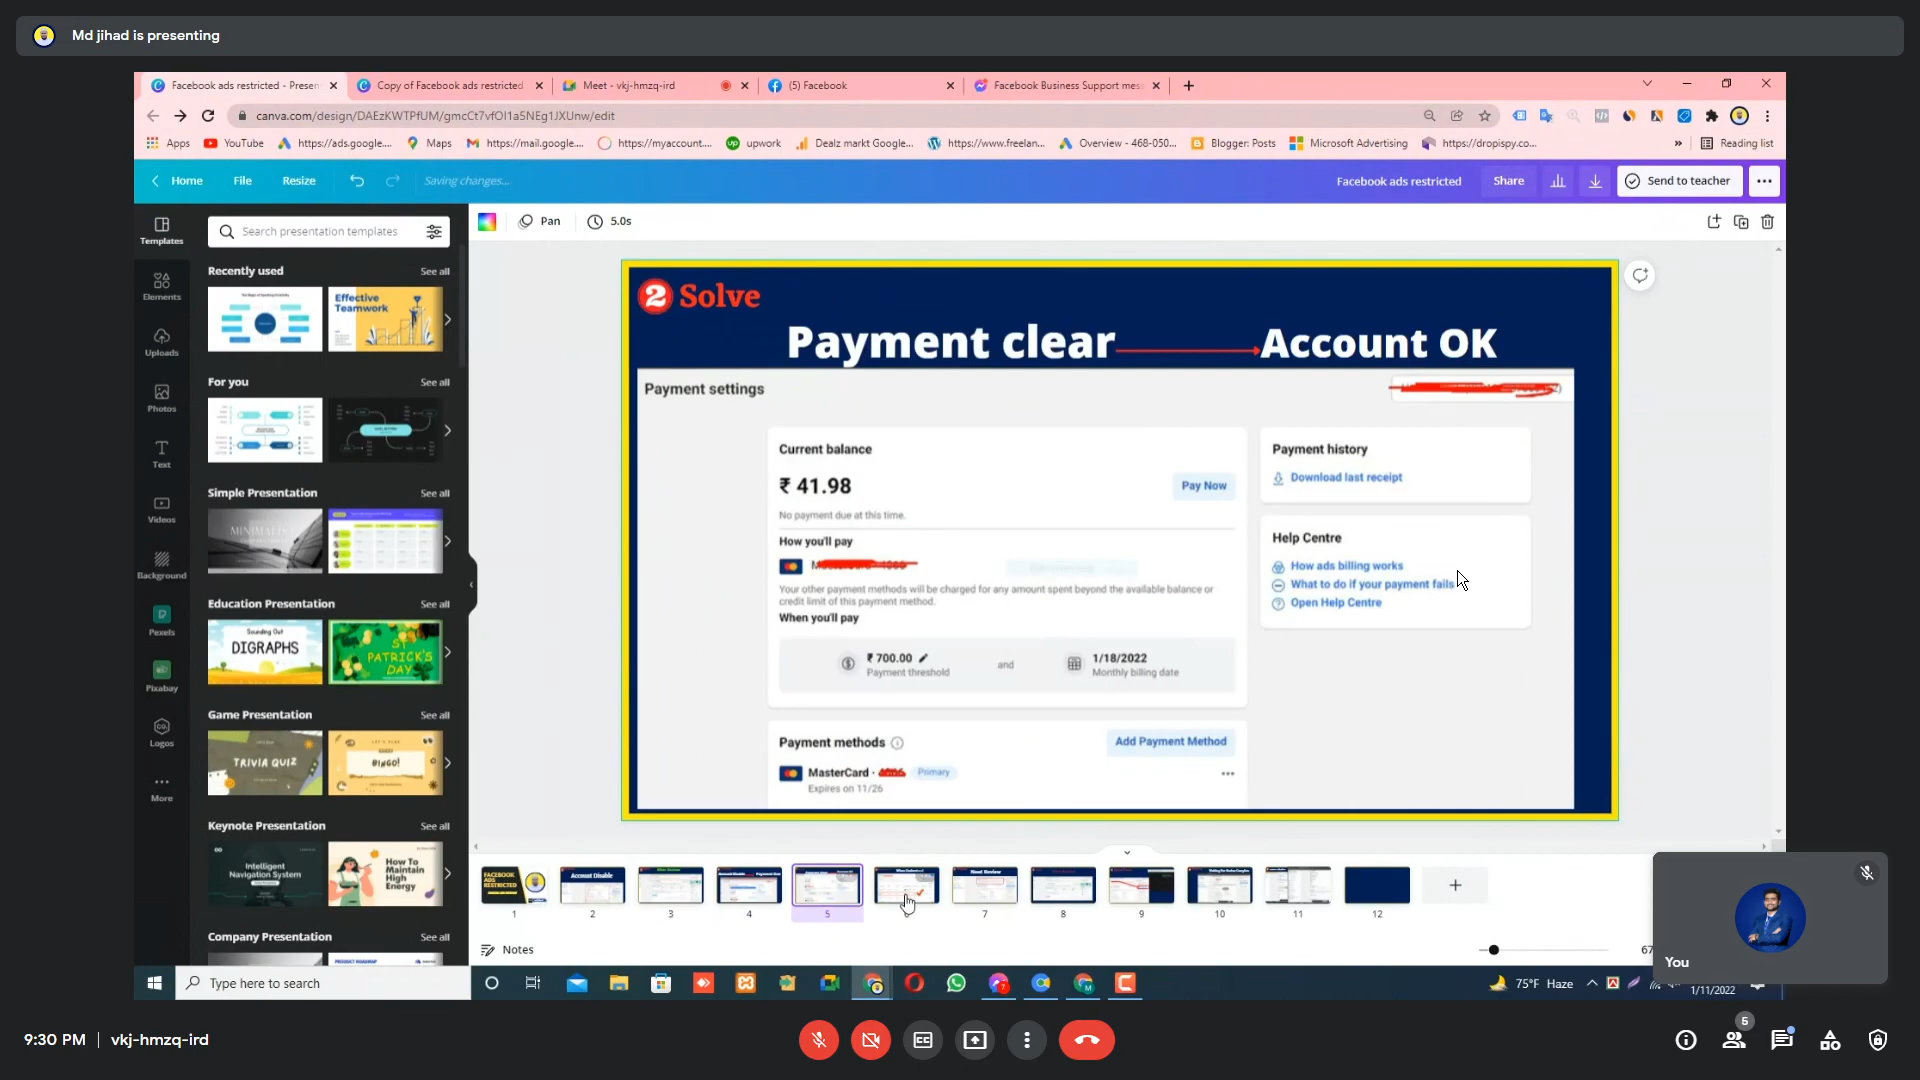 Md jihad is presenting
Facebook ads restricted - Presen
Copy of Facebook ads restricted
Meet - vkj-hmzq-ird
(5) Facebook
Facebook Business Support mes
canva.com/design/DAEzKWTPfUM/gmcCt7vfOI1a5NEg1JXUnw/edit
Apps
YouTube
https://ads.google....
Maps
https://mail.google....
https://myaccount....
upwork
Dealz markt Google...
https://www.freelan...
Overview - 468-050...
Blogger: Posts
Microsoft Advertising
https://dropispy.co...
»
Reading list
Home
File
Resize
Saving changes...
Facebook ads restricted
Share
Send to teacher
Templates
Elements
Uploads
Photos
Text
Videos
Background
Pexels
Pixabay
Logos
More
Search presentation templates
Recently used
See all
Effective
Teamwork
For you
See all
Simple Presentation
See all
MINIMALIS
Education Presentation
See all
Sounding Out
DIGRAPHS
ST
PATRICK'S
DAY
Game Presentation
See all
TRIVIA QUIZ
BINGO!
Keynote Presentation
See all
Intelligent
Navigation System
How To
Maintain
High
Energy
Company Presentation
See all
PRODUCT ROADMAP
Pan
5.0s
2 Solve
Payment clear
Account OK
Payment settings
Current balance
₹ 41.98
Pay Now
No payment due at this time.
How you'll pay
Your other payment methods will be charged for any amount spent beyond the available balance or
credit limit of this payment method.
When you'll pay
₹ 700.00
Payment threshold
and
1/18/2022
Monthly billing date
Payment methods
Add Payment Method
MasterCard ·
Primary
Expires on 11/26
Payment history
Download last receipt
Help Centre
How ads billing works
What to do if your payment fails
Open Help Centre
FACEBOOK
ADS
RESTRICTED
Account Disable
1
2
3
4
5
7
8
9
10
11
12
Notes
67
You
Type here to search
75°F Haze
1/11/2022
9:30 PM | vkj-hmzq-ird
5